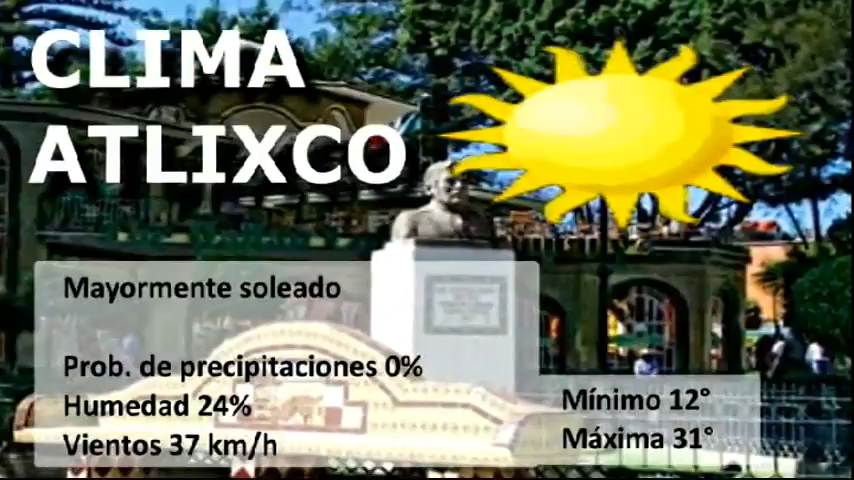 CLIMA
ATLIXCO
Mayormente soleado
Prob. de precipitaciones 0%
Humedad 24%
Vientos 37 km/h
Mínimo 12°
Máxima 31°